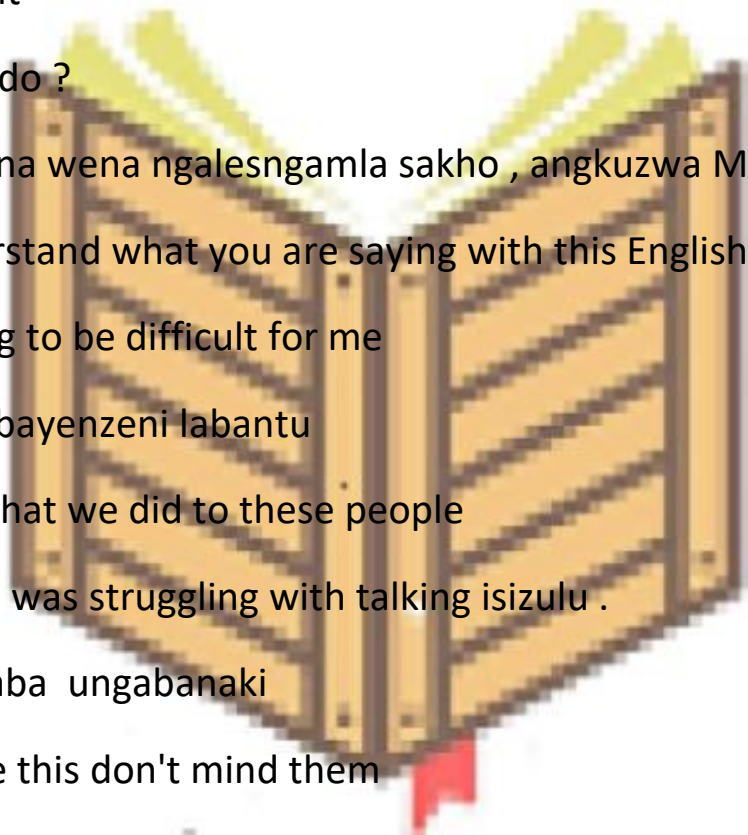 do ?
na wena ngalesngamla sakho , angkuzwa M
rstand what you are saying with this English
g to be difficult for me
bayenzeni labantu
hat we did to these people
was struggling with talking isizulu .
aba ungabanaki
e this don't mind them